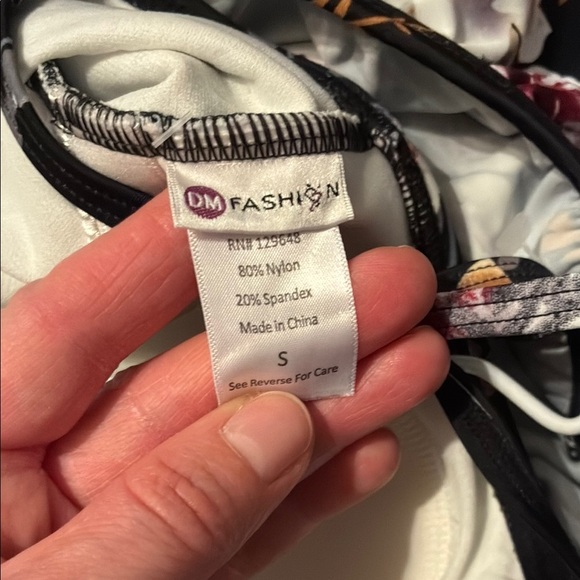 DM FASHION
RN# 129648
80% Nylon
20% Spandex
Made in China
S
See Reverse For Care